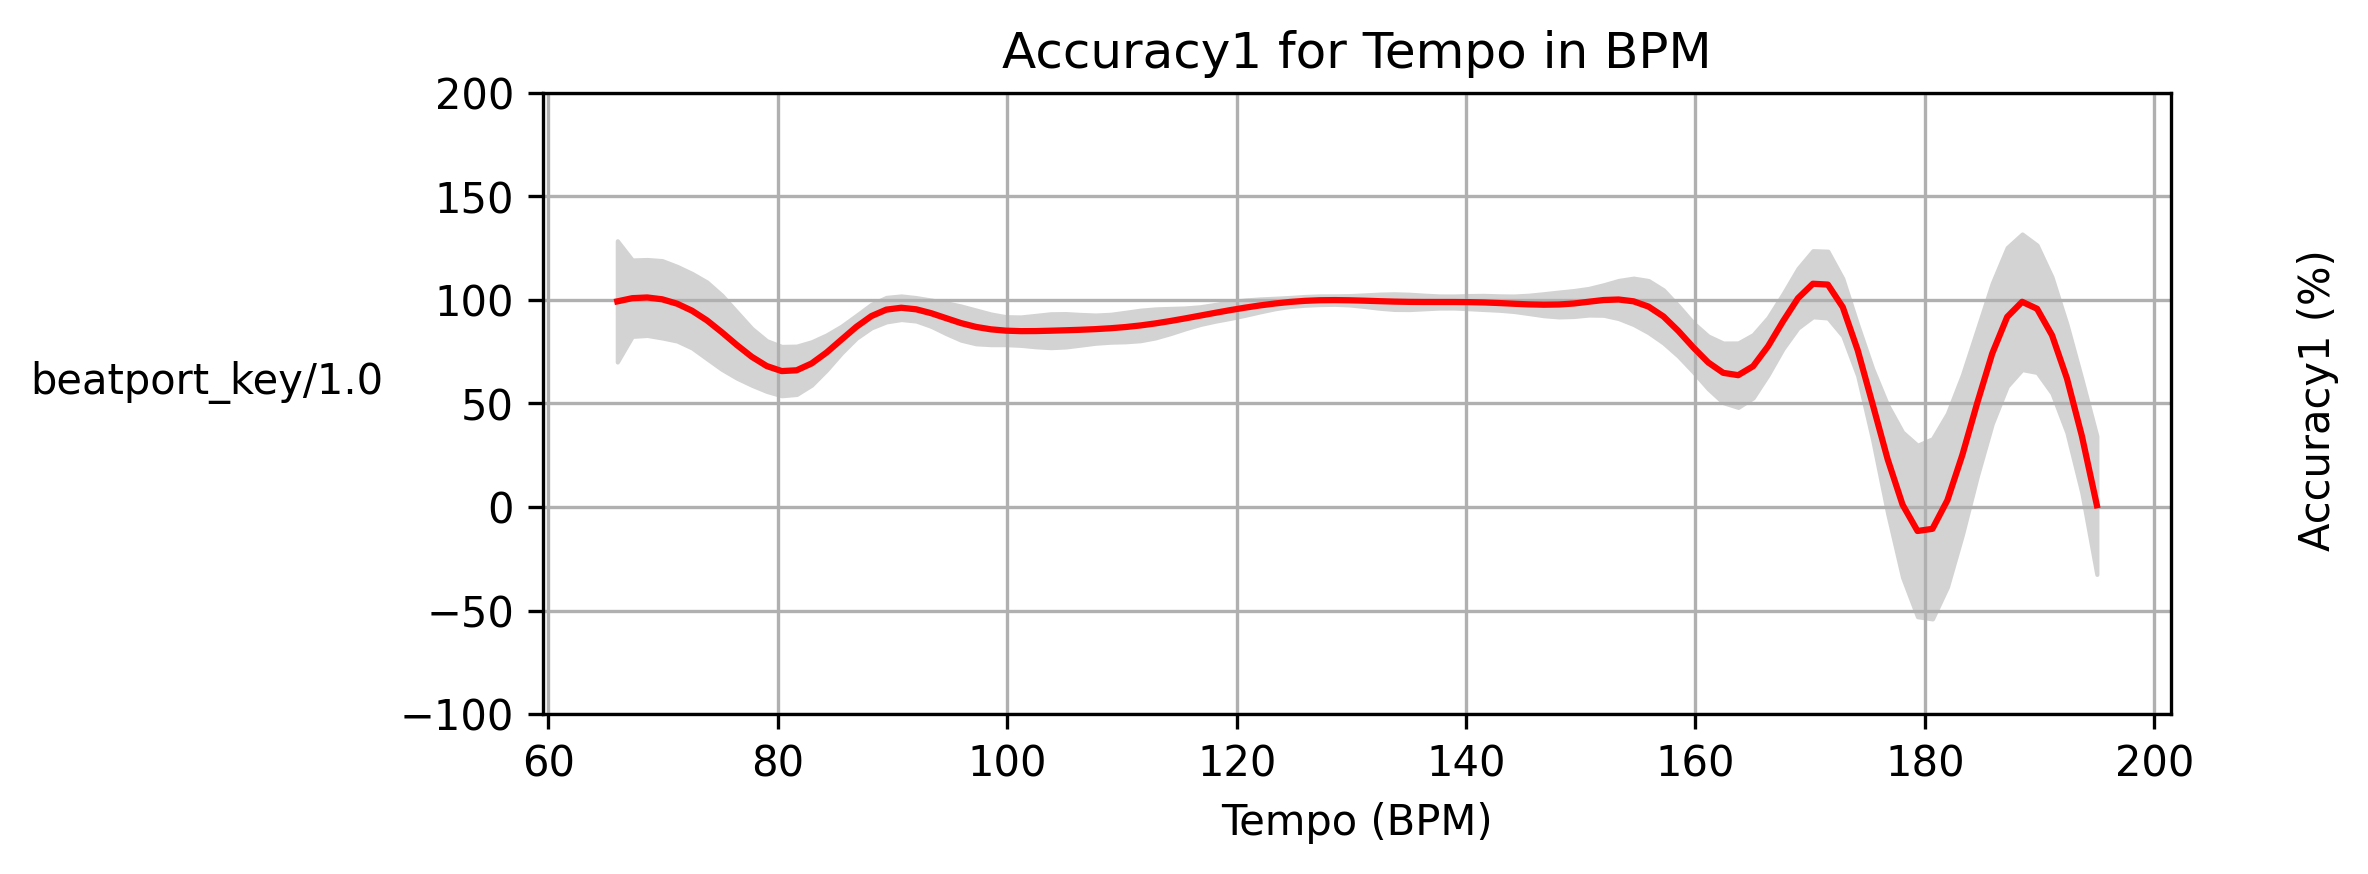 Accuracy1 for Tempo in BPM
200
150
100
50
0
−50
−100
beatport_key/1.0
Accuracy1 (%)
60 80 100 120 140 160 180 200
Tempo (BPM)